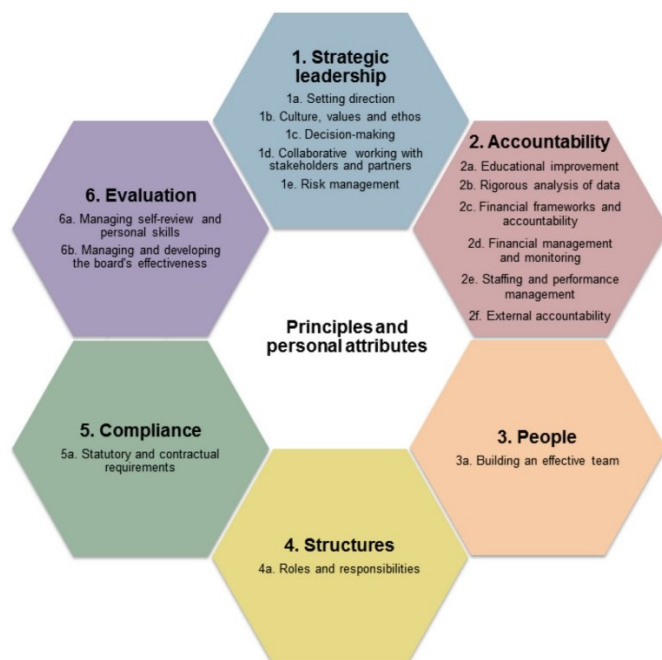 1. Strategic
leadership
1a. Setting direction
1b. Culture, values and ethos
1c. Decision-making
1d. Collaborative working with
stakeholders and partners
1e. Risk management
2. Accountability
2a. Educational improvement
2b. Rigorous analysis of data
2c. Financial frameworks and
accountability
2d. Financial management
and monitoring
2e. Staffing and performance
management
2f. External accountability
3. People
3a. Building an effective team
4. Structures
4a. Roles and responsibilities
5. Compliance
5a. Statutory and contractual
requirements
6. Evaluation
6a. Managing self-review and
personal skills
6b. Managing and developing
the board's effectiveness
Principles and
personal attributes